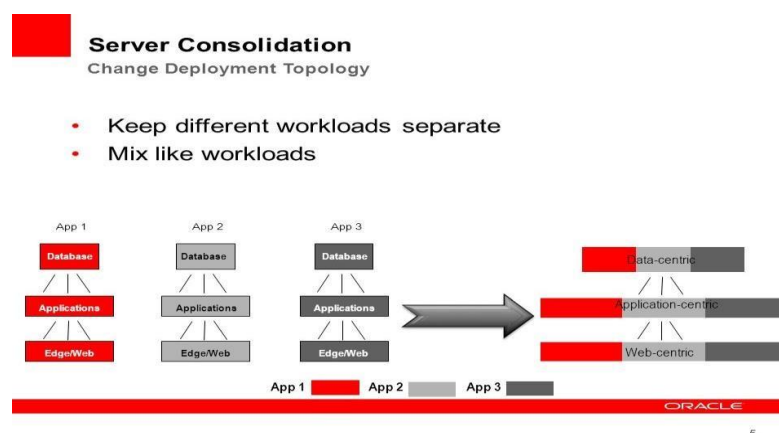 Server Consolidation
Change Deployment Topology
• Keep different workloads separate
• Mix like workloads
App 1
App 2
App 3
Database
Database
Database
Data-centric
Applications
Applications
Applications
Application-centric
Edge/Web
Edge/Web
Edge/Web
Web-centric
App 1
App 2
App 3
ORACLE
5